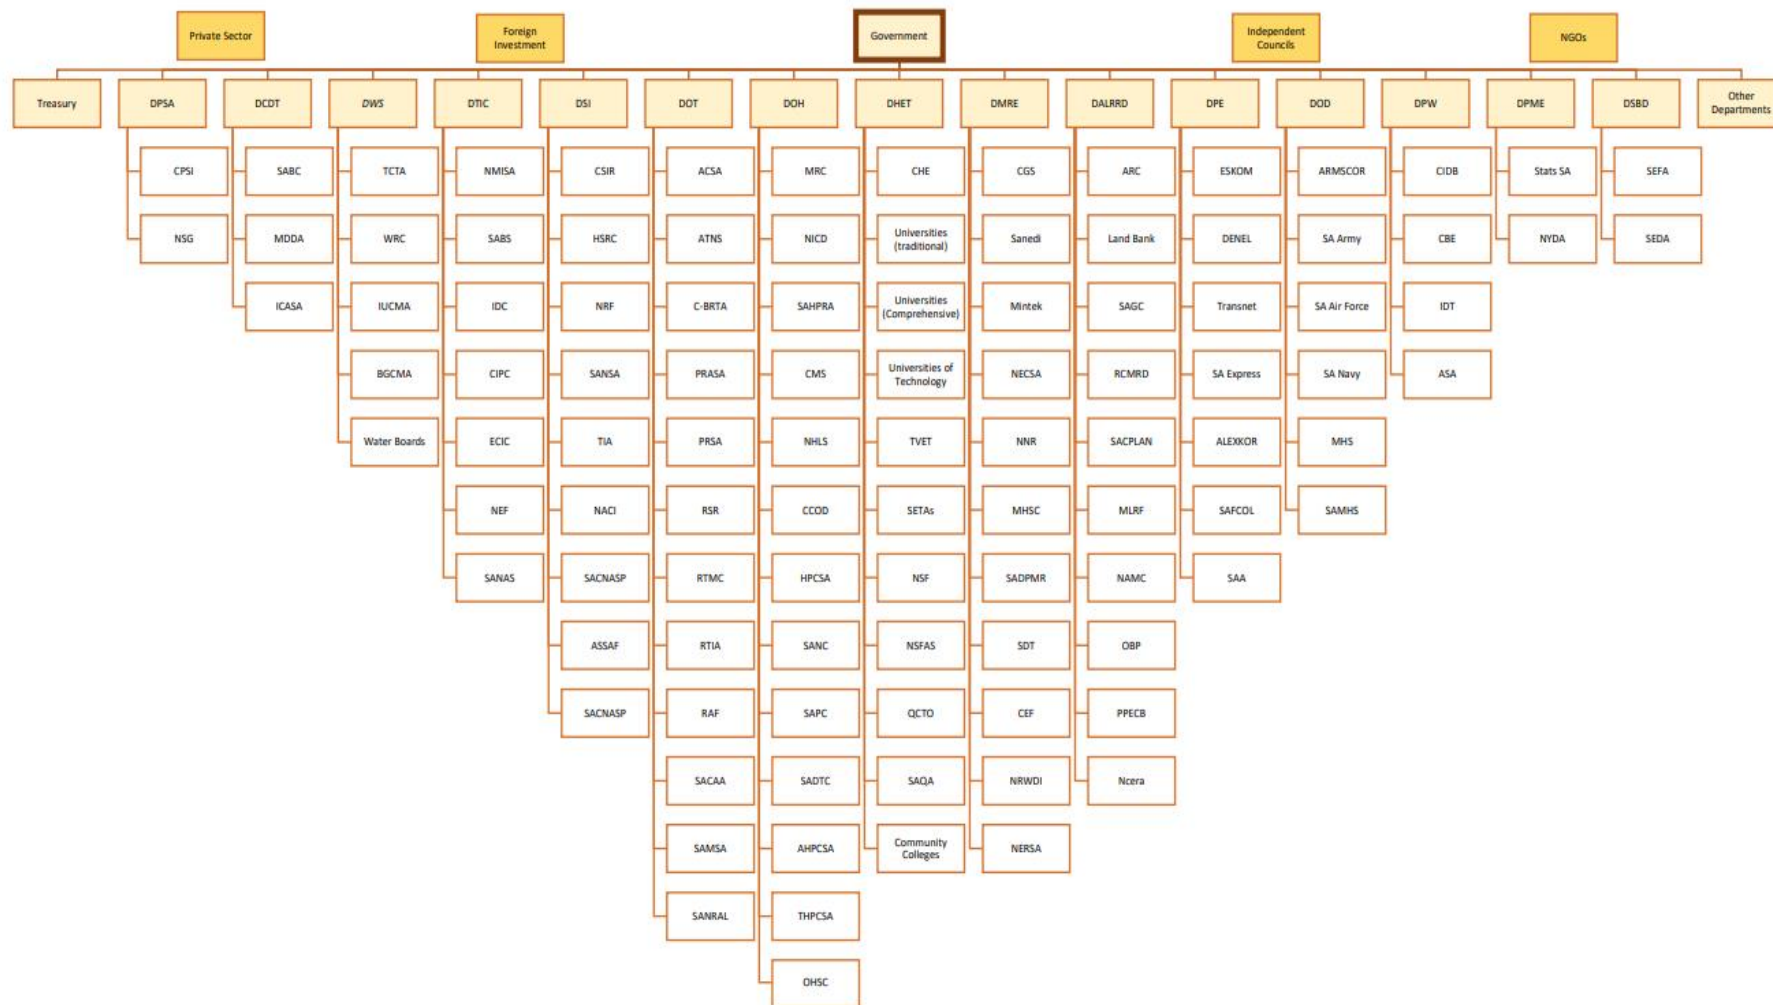 Private Sector
Foreign
Investment
Government
Independent
Councils
NGOs
Treasury
DPSA
DCDT
DWS
DTIC
DSI
DOT
DOH
DHET
DMRE
DALRRD
DPE
DOD
DPW
DPME
DSBD
Other
Departments
CPSI
SABC
TCTA
NMISA
CSIR
ACSA
MRC
CHE
CGS
ARC
ESKOM
ARMSCOR
CIDB
Stats SA
SEFA
NSG
MDDA
WRC
SABS
HSRC
ATNS
NICD
Universities
(traditional)
Sanedi
Land Bank
DENEL
SA Army
CBE
NYDA
SEDA
ICASA
IUCMA
IDC
NRF
C-BRTA
SAHPRA
Universities
(Comprehensive)
Mintek
SAGC
Transnet
SA Air Force
IDT
BGCMA
CIPC
SANSA
PRASA
CMS
Universities of
Technology
NECSA
RCMRD
SA Express
SA Navy
ASA
Water Boards
ECIC
TIA
PRSA
NHLS
TVET
NNR
SACPLAN
ALEXKOR
MHS
NEF
NACI
RSR
CCOD
SETAs
MHSC
MLRF
SAFCOL
SAMHS
SANAS
SACNASP
RTMC
HPCSA
NSF
SADPMR
NAMC
SAA
ASSAF
RTIA
SANC
NSFAS
SDT
OBP
SACNASP
RAF
SAPC
QCTO
CEF
PPECB
SACAA
SADTC
SAQA
NRWDI
Ncera
SAMSA
AHPCSA
Community
Colleges
NERSA
SANRAL
THPCSA
OHSC